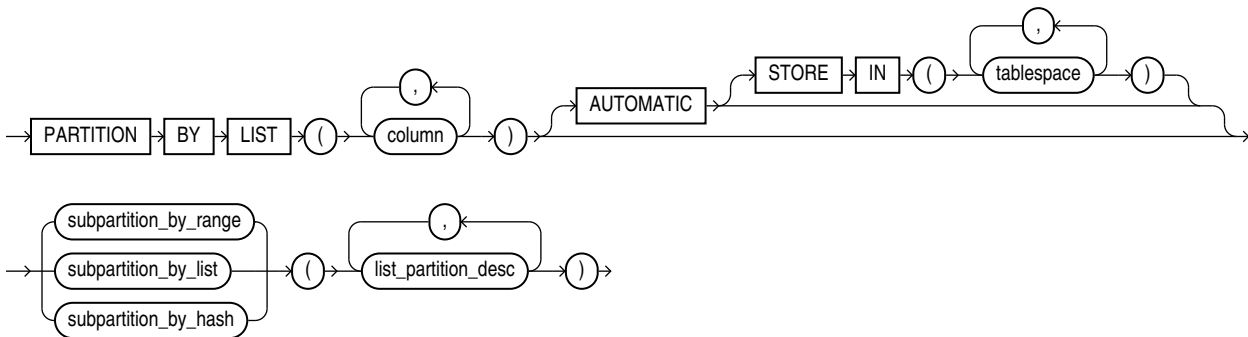 ,
STORE IN ( tablespace )
, AUTOMATIC
PARTITION BY LIST ( column )
subpartition_by_range ,
subpartition_by_list ( list_partition_desc )
subpartition_by_hash